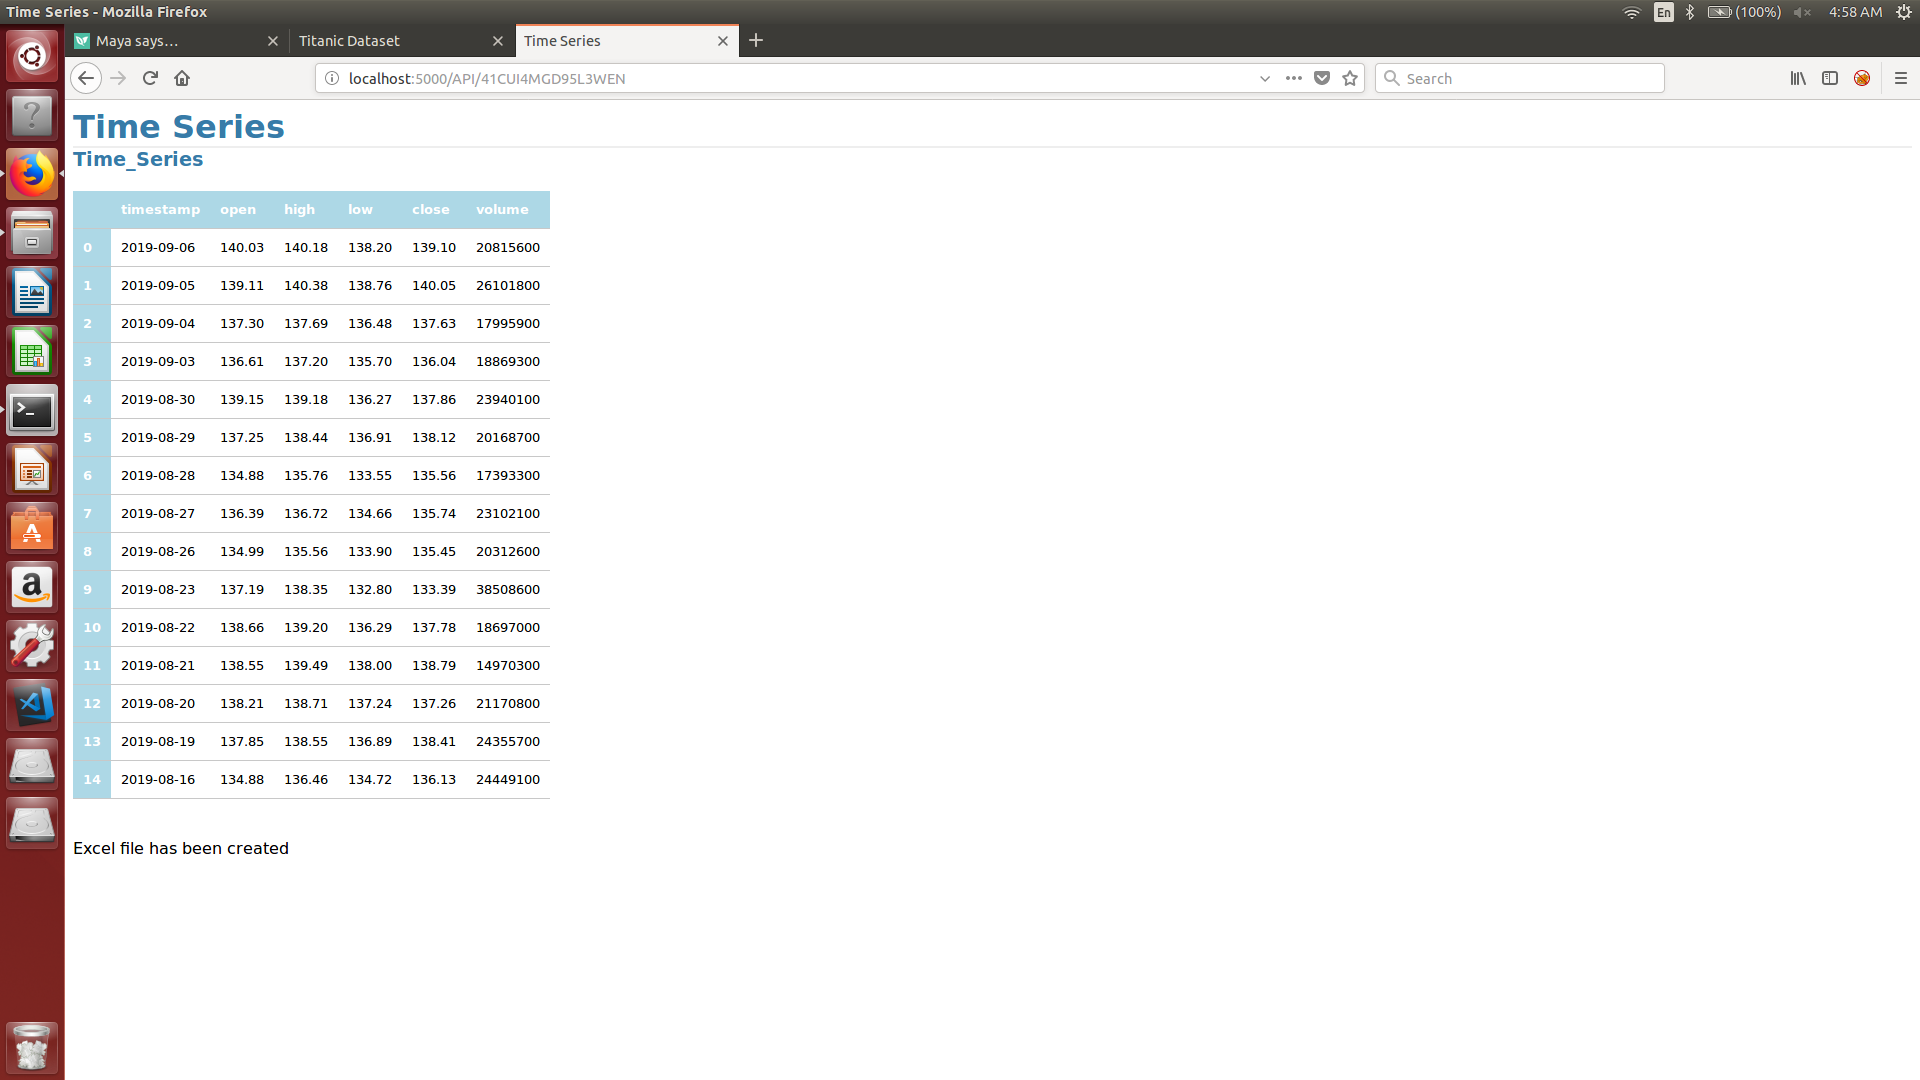 Time Series - Mozilla Firefox
En (100%) 4:58 AM
Maya says… Titanic Dataset Time Series
localhost:5000/API/41CUI4MGD95L3WEN Search
Time Series
Time_Series
timestamp open high low close volume
0 2019-09-06 140.03 140.18 138.20 139.10 20815600
1 2019-09-05 139.11 140.38 138.76 140.05 26101800
2 2019-09-04 137.30 137.69 136.48 137.63 17995900
3 2019-09-03 136.61 137.20 135.70 136.04 18869300
4 2019-08-30 139.15 139.18 136.27 137.86 23940100
5 2019-08-29 137.25 138.44 136.91 138.12 20168700
6 2019-08-28 134.88 135.76 133.55 135.56 17393300
7 2019-08-27 136.39 136.72 134.66 135.74 23102100
8 2019-08-26 134.99 135.56 133.90 135.45 20312600
9 2019-08-23 137.19 138.35 132.80 133.39 38508600
10 2019-08-22 138.66 139.20 136.29 137.78 18697000
11 2019-08-21 138.55 139.49 138.00 138.79 14970300
12 2019-08-20 138.21 138.71 137.24 137.26 21170800
13 2019-08-19 137.85 138.55 136.89 138.41 24355700
14 2019-08-16 134.88 136.46 134.72 136.13 24449100
Excel file has been created